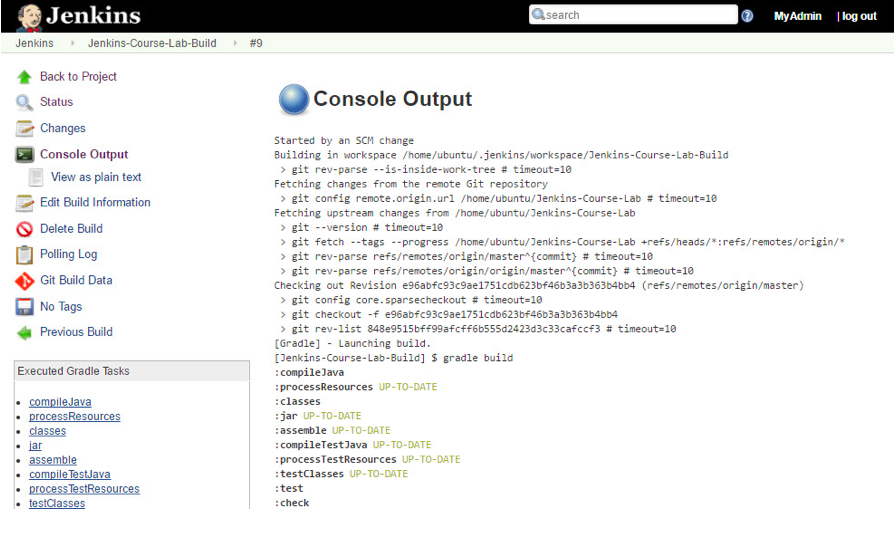 Jenkins
search
MyAdmin | log out
Jenkins Jenkins-Course-Lab-Build #9
Back to Project
Status
Changes
Console Output
View as plain text
Edit Build Information
Delete Build
Polling Log
Git Build Data
No Tags
Previous Build
Executed Gradle Tasks
compileJava
processResources
classes
jar
assemble
compileTestJava
processTestResources
testClasses
Console Output
Started by an SCM change
Building in workspace /home/ubuntu/.jenkins/workspace/Jenkins-Course-Lab-Build
> git rev-parse --is-inside-work-tree # timeout=10
Fetching changes from the remote Git repository
> git config remote.origin.url /home/ubuntu/Jenkins-Course-Lab # timeout=10
Fetching upstream changes from /home/ubuntu/Jenkins-Course-Lab
> git --version # timeout=10
> git fetch --tags --progress /home/ubuntu/Jenkins-Course-Lab +refs/heads/*:refs/remotes/origin/*
> git rev-parse refs/remotes/origin/master^{commit} # timeout=10
> git rev-parse refs/remotes/origin/origin/master^{commit} # timeout=10
Checking out Revision e96abfc93c9ae1751cdb623bf46b3a3b363b4bb4 (refs/remotes/origin/master)
> git config core.sparsecheckout # timeout=10
> git checkout -f e96abfc93c9ae1751cdb623bf46b3a3b363b4bb4
> git rev-list 848e9515bff99afcff6b555d2423d3c33cafccf3 # timeout=10
[Gradle] - Launching build.
[Jenkins-Course-Lab-Build] $ gradle build
:compileJava
:processResources UP-TO-DATE
:classes
:jar UP-TO-DATE
:assemble UP-TO-DATE
:compileTestJava UP-TO-DATE
:processTestResources UP-TO-DATE
:testClasses UP-TO-DATE
:test
:check